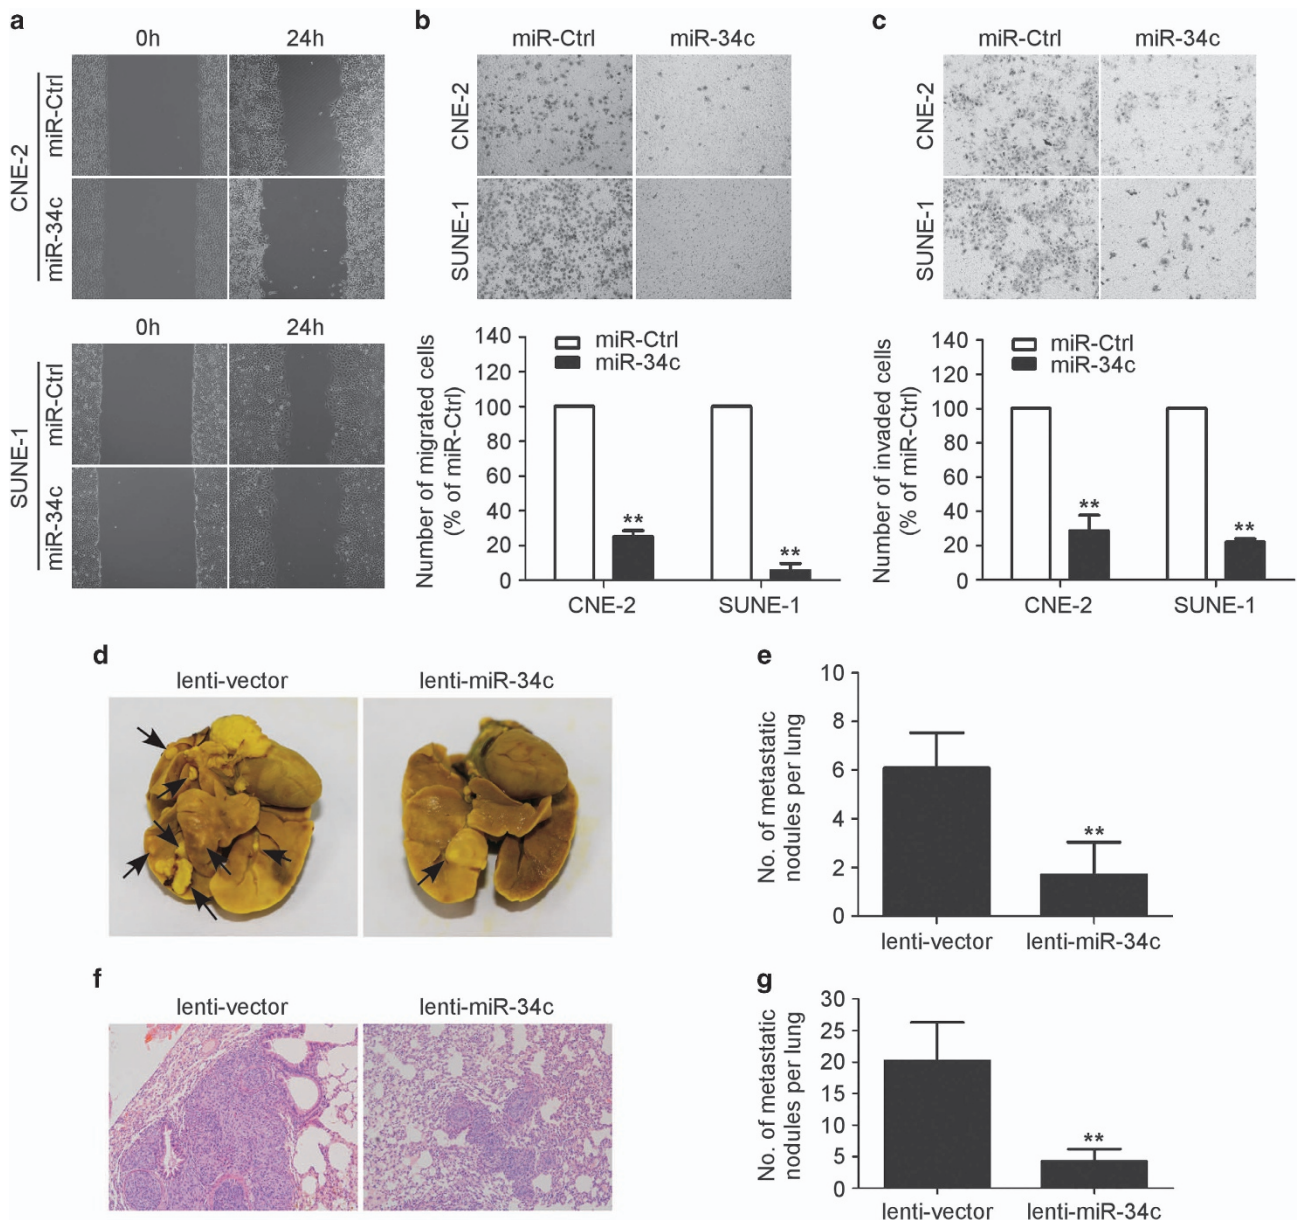 a
0h 24h
CNE-2
miR-Ctrl
miR-34c
0h 24h
SUNE-1
miR-Ctrl
miR-34c
b
miR-Ctrl miR-34c
CNE-2
SUNE-1
Number of migrated cells
(% of miR-Ctrl)
140
120
100
80
60
40
20
0
miR-Ctrl
miR-34c
**
**
CNE-2 SUNE-1
c
miR-Ctrl miR-34c
CNE-2
SUNE-1
Number of invaded cells
(% of miR-Ctrl)
140
120
100
80
60
40
20
0
miR-Ctrl
miR-34c
**
**
CNE-2 SUNE-1
d
lenti-vector lenti-miR-34c
e
No. of metastatic
nodules per lung
10
8
6
4
2
0
**
lenti-vector lenti-miR-34c
f
lenti-vector lenti-miR-34c
g
No. of metastatic
nodules per lung
30
25
20
15
10
5
0
**
lenti-vector lenti-miR-34c